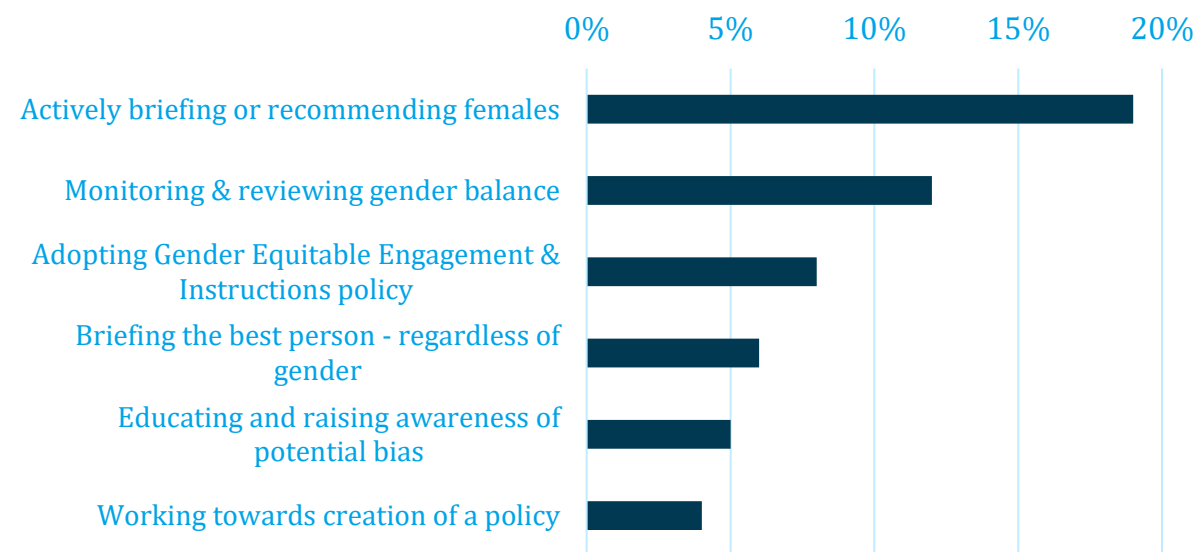 0% 5% 10% 15% 20%
Actively briefing or recommending females
Monitoring & reviewing gender balance
Adopting Gender Equitable Engagement &
Instructions policy
Briefing the best person - regardless of
gender
Educating and raising awareness of
potential bias
Working towards creation of a policy